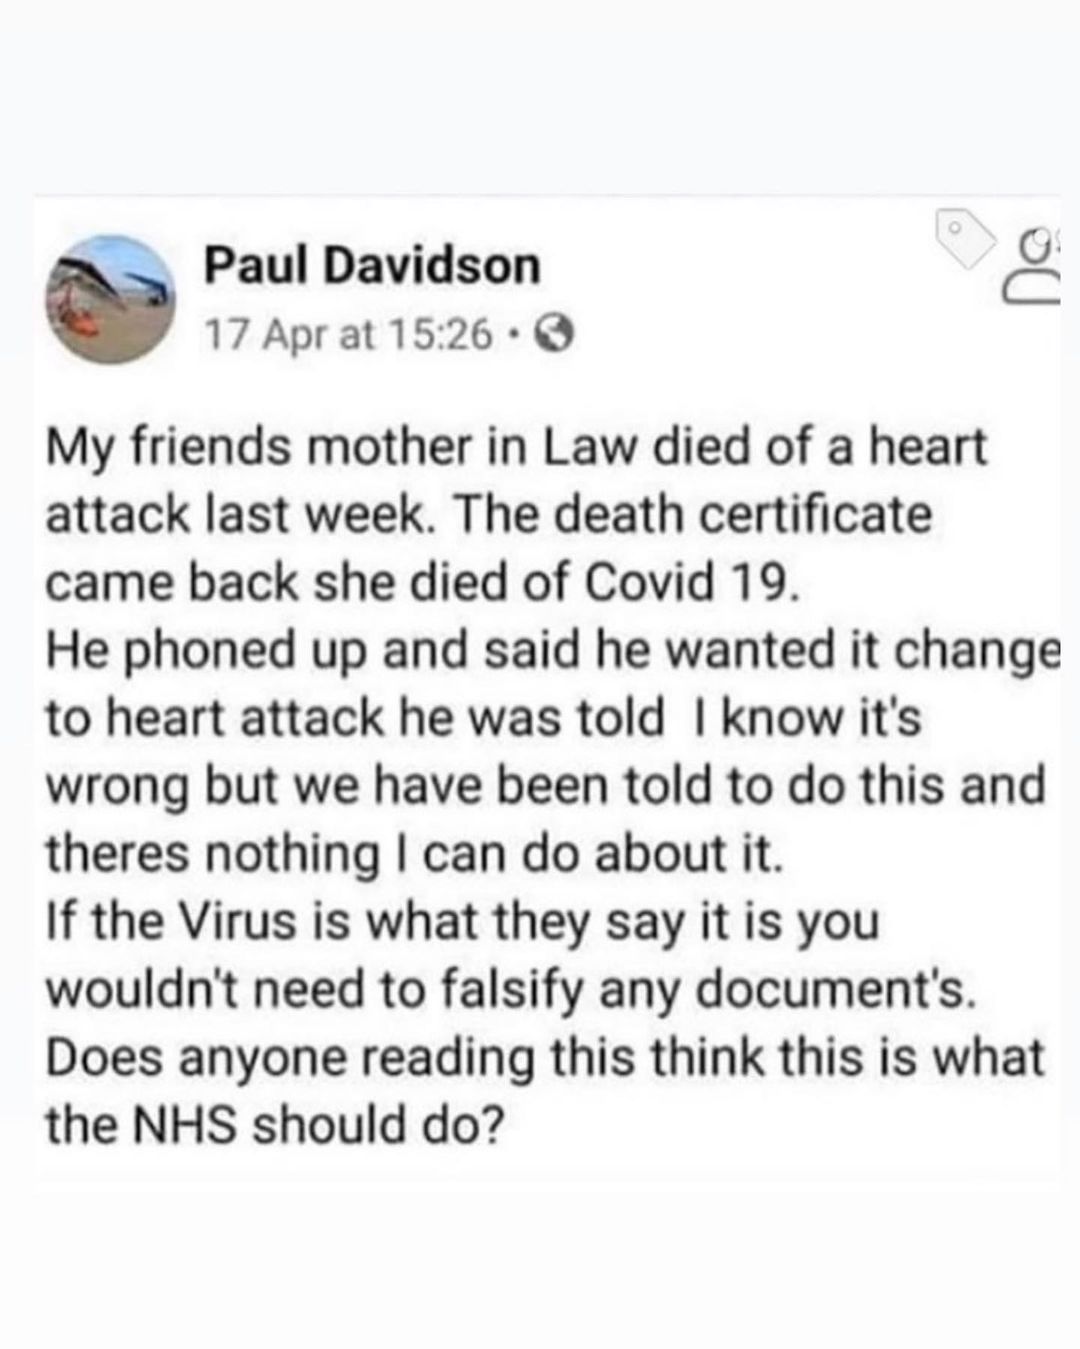 Paul Davidson
17 Apr at 15:26 ·
My friends mother in Law died of a heart
attack last week. The death certificate
came back she died of Covid 19.
He phoned up and said he wanted it change
to heart attack he was told  I know it's
wrong but we have been told to do this and
theres nothing I can do about it.
If the Virus is what they say it is you
wouldn't need to falsify any document's.
Does anyone reading this think this is what
the NHS should do?